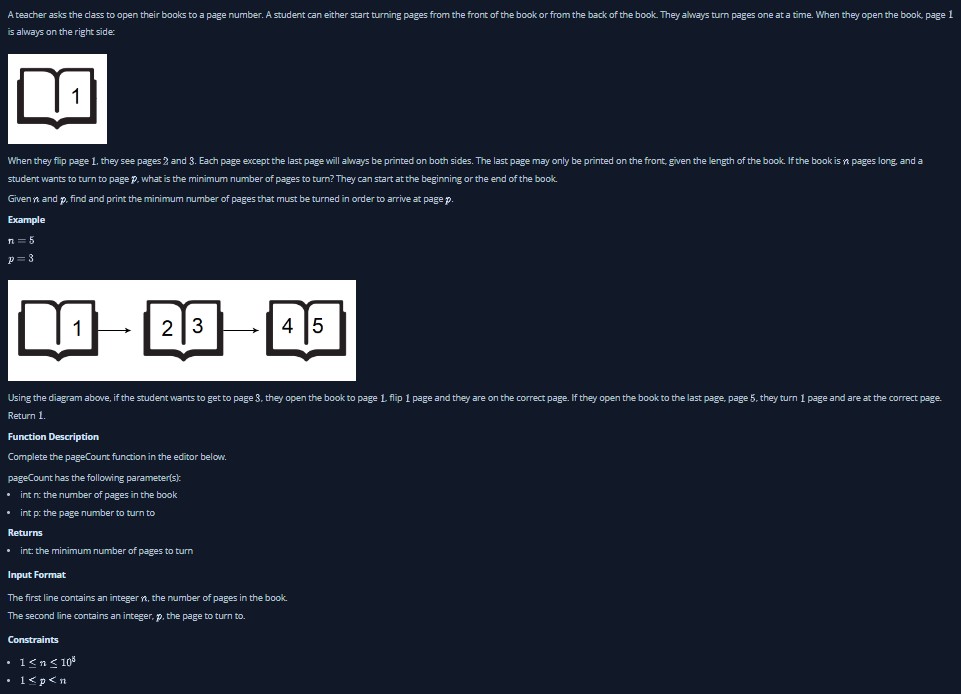 A teacher asks the class to open their books to a page number. A student can either start turning pages from the front of the book or from the back of the book. They always turn pages one at a time. When they open the book, page 1
is always on the right side:
1
When they flip page 1, they see pages 2 and 3. Each page except the last page will always be printed on both sides. The last page may only be printed on the front, given the length of the book. If the book is n pages long, and a
student wants to turn to page p, what is the minimum number of pages to turn? They can start at the beginning or the end of the book.
Given n and p, find and print the minimum number of pages that must be turned in order to arrive at page p.
Example
n = 5
p = 3
1 2 3 4 5
Using the diagram above, if the student wants to get to page 3, they open the book to page 1, flip 1 page and they are on the correct page. If they open the book to the last page, page 5, they turn 1 page and are at the correct page.
Return 1.
Function Description
Complete the pageCount function in the editor below.
pageCount has the following parameter(s):
• int n: the number of pages in the book
• int p: the page number to turn to
Returns
• int: the minimum number of pages to turn
Input Format
The first line contains an integer n, the number of pages in the book.
The second line contains an integer, p, the page to turn to.
Constraints
• 1 ≤ n ≤ 10⁵
• 1 ≤ p < n